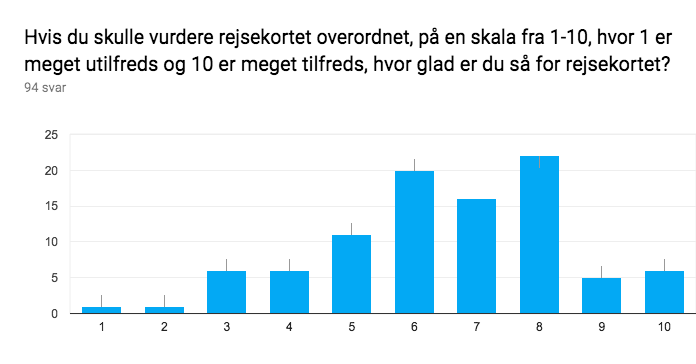 Hvis du skulle vurdere rejsekortet overordnet, på en skala fra 1-10, hvor 1 er
meget utilfreds og 10 er meget tilfreds, hvor glad er du så for rejsekortet?
94 svar
25
20
15
10
5
0
1 2 3 4 5 6 7 8 9 10